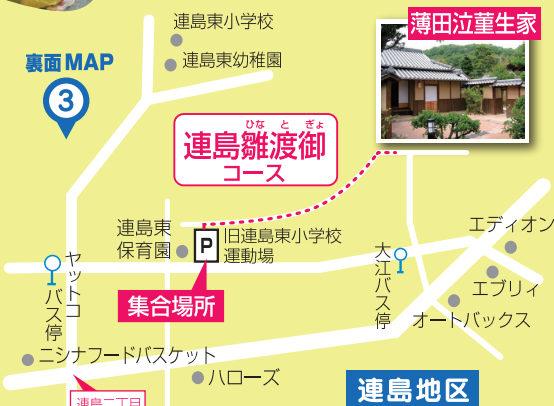 連島東小学校
薄田泣菫生家
連島東幼稚園
裏面MAP
3
ひな と ぎょ
連島雛渡御
コース
連島東
保育園
P
旧連島東小学校
運動場
エディオン
大江バス停
ヤットコ
バス停
エブリィ
集合場所
オートバックス
ニシナフードバスケット
ハローズ
連島地区
連島二丁目